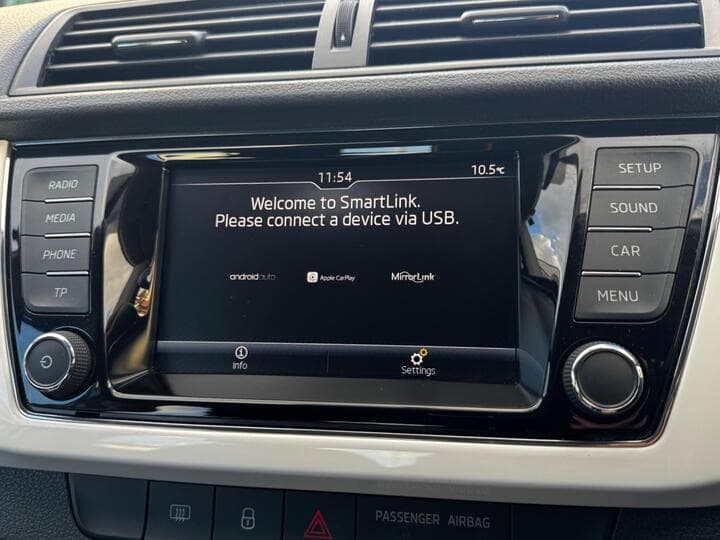 11:54
10.5°C
RADIO
MEDIA
PHONE
TP
Welcome to SmartLink.
Please connect a device via USB.
androidauto
Apple CarPlay
MirrorLink
Info
Settings
SETUP
SOUND
CAR
MENU
PASSENGER AIRBAG